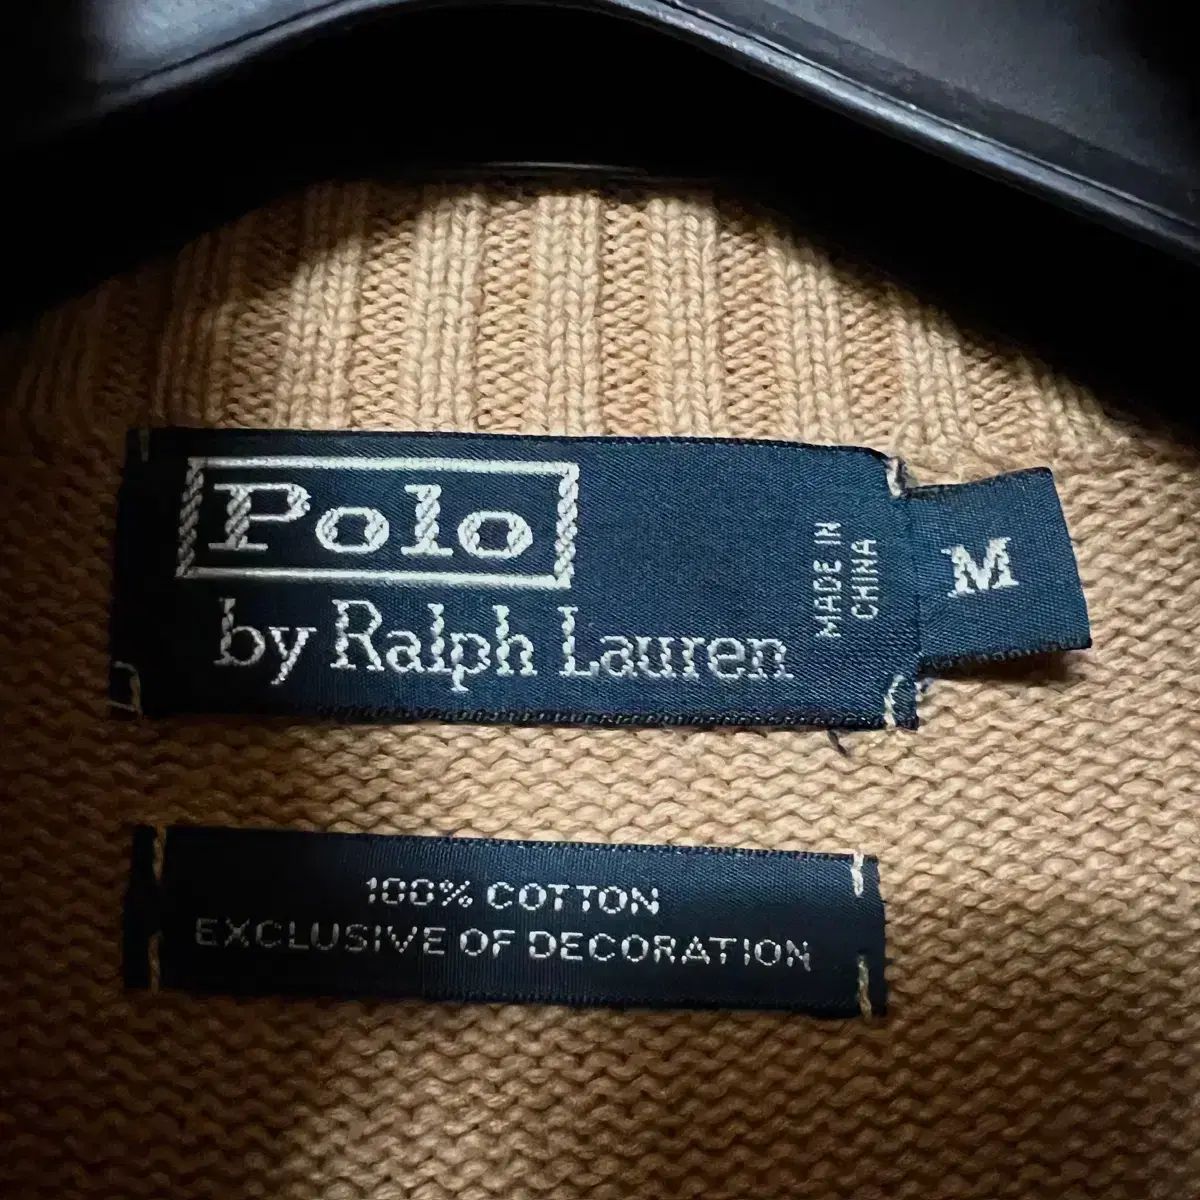 Polo
by Ralph Lauren
MADE IN
CHINA
M
100% COTTON
EXCLUSIVE OF DECORATION